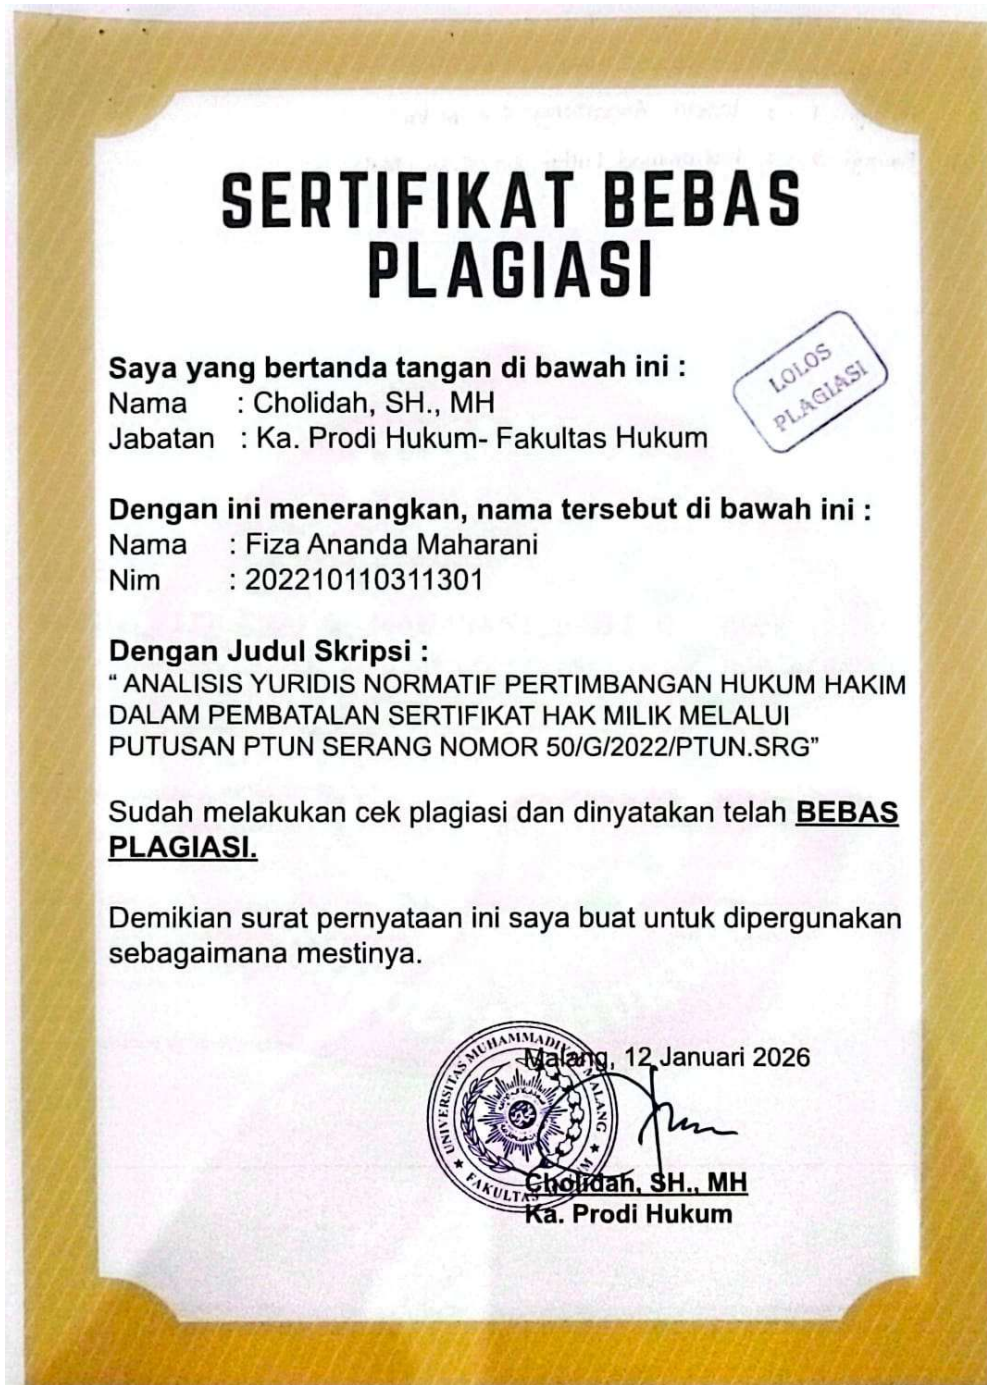 SERTIFIKAT BEBAS
PLAGIASI
LOLOS
PLAGIASI
Saya yang bertanda tangan di bawah ini :
Nama : Cholidah, SH., MH
Jabatan : Ka. Prodi Hukum- Fakultas Hukum
Dengan ini menerangkan, nama tersebut di bawah ini :
Nama : Fiza Ananda Maharani
Nim : 202210110311301
Dengan Judul Skripsi :
“ ANALISIS YURIDIS NORMATIF PERTIMBANGAN HUKUM HAKIM
DALAM PEMBATALAN SERTIFIKAT HAK MILIK MELALUI
PUTUSAN PTUN SERANG NOMOR 50/G/2022/PTUN.SRG”
Sudah melakukan cek plagiasi dan dinyatakan telah BEBAS
PLAGIASI.
Demikian surat pernyataan ini saya buat untuk dipergunakan
sebagaimana mestinya.
Malang, 12 Januari 2026
UNIVERSITAS MUHAMMADIYAH MALANG
FAKULTAS
Cholidah, SH., MH
Ka. Prodi Hukum